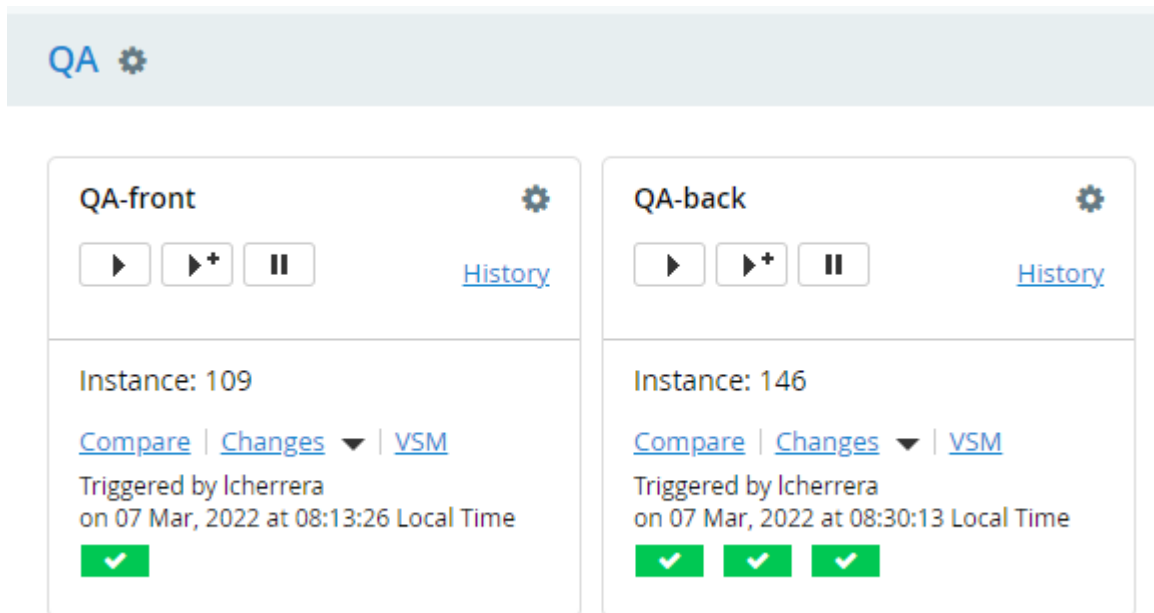 QA
QA-front
History
Instance: 109
Compare | Changes | VSM
Triggered by lcherrera
on 07 Mar, 2022 at 08:13:26 Local Time
QA-back
History
Instance: 146
Compare | Changes | VSM
Triggered by lcherrera
on 07 Mar, 2022 at 08:30:13 Local Time